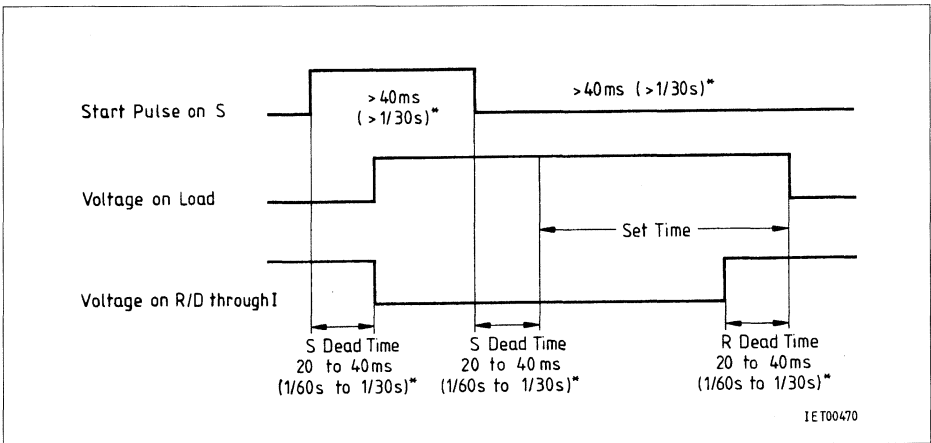 Start Pulse on S
>40ms
(>1/30s)*
>40ms (>1/30s)*
Voltage on Load
Set Time
Voltage on R/D through I
S Dead Time
20 to 40ms
(1/60s to 1/30s)*
S Dead Time
20 to 40ms
(1/60s to 1/30s)*
R Dead Time
20 to 40ms
(1/60s to 1/30s)*
IET00470